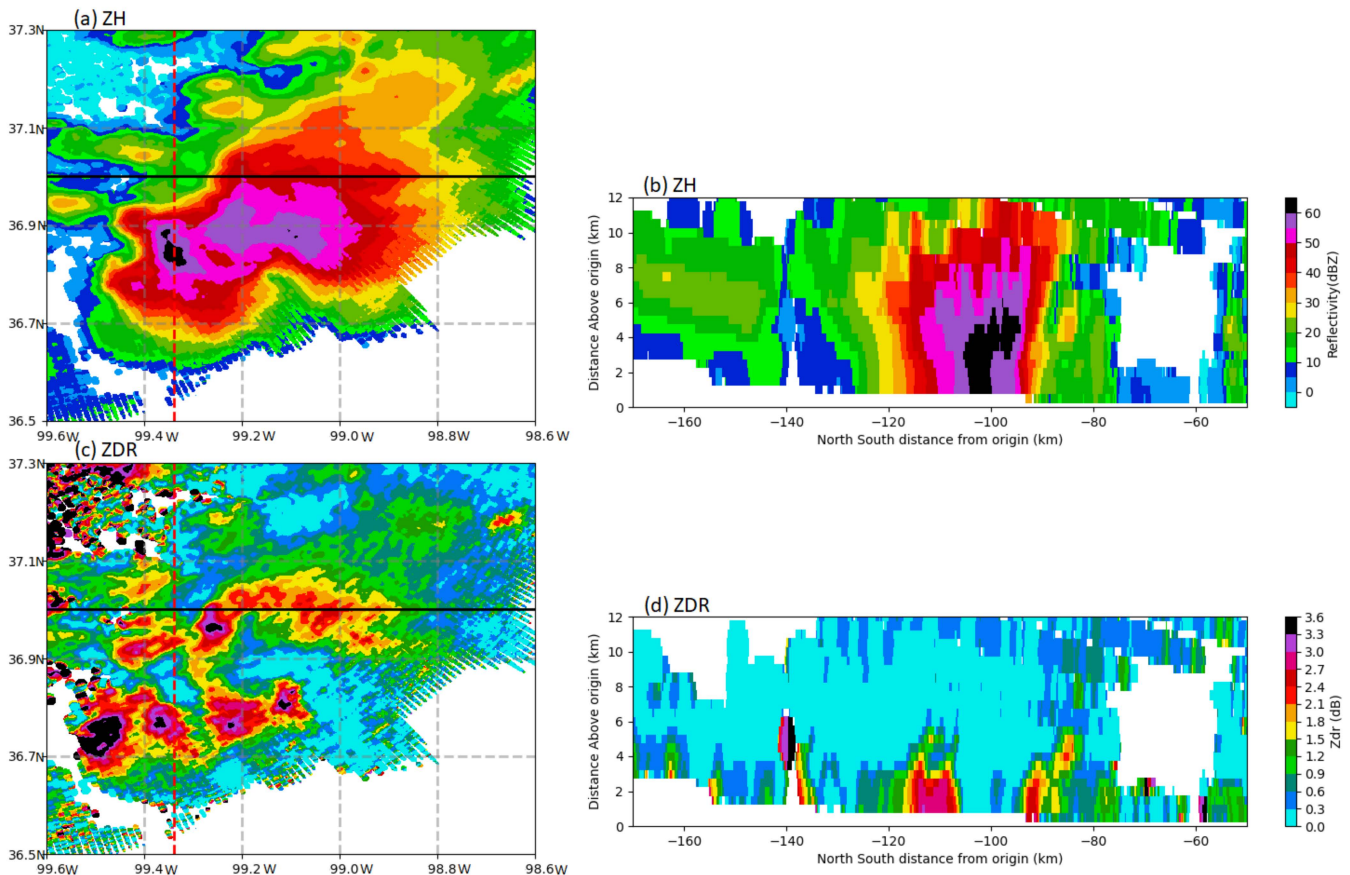 (a) ZH
37.3N
37.1N
36.9N
36.7N
36.5
99.6W 99.4W 99.2W 99.0W 98.8W 98.6W
(b) ZH
Distance Above origin (km)
12
10
8
6
4
2
0
−160 −140 −120 −100 −80 −60
North South distance from origin (km)
60
50
40
30
20
10
0
Reflectivity(dBZ)
(c) ZDR
37.3N
37.1N
36.9N
36.7N
36.5N
99.6W 99.4W 99.2W 99.0W 98.8W 98.6W
(d) ZDR
Distance Above origin (km)
12
10
8
6
4
2
0
−160 −140 −120 −100 −80 −60
North South distance from origin (km)
3.6
3.3
3.0
2.7
2.4
2.1
1.8
1.5
1.2
0.9
0.6
0.3
0.0
Zdr (dB)